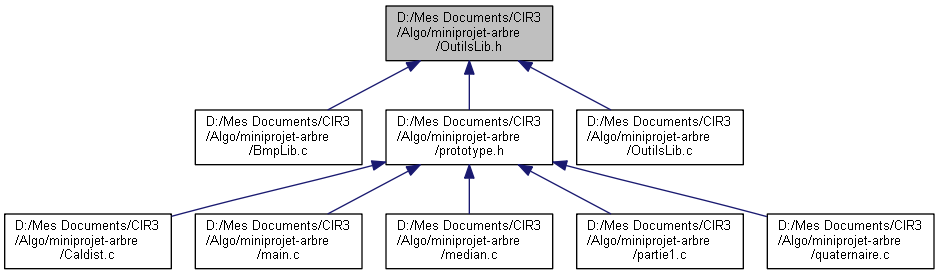 D:/Mes Documents/CIR3
/Algo/miniprojet-arbre
/OutilsLib.h
D:/Mes Documents/CIR3
/Algo/miniprojet-arbre
/BmpLib.c
D:/Mes Documents/CIR3
/Algo/miniprojet-arbre
/prototype.h
D:/Mes Documents/CIR3
/Algo/miniprojet-arbre
/OutilsLib.c
D:/Mes Documents/CIR3
/Algo/miniprojet-arbre
/Caldist.c
D:/Mes Documents/CIR3
/Algo/miniprojet-arbre
/main.c
D:/Mes Documents/CIR3
/Algo/miniprojet-arbre
/median.c
D:/Mes Documents/CIR3
/Algo/miniprojet-arbre
/partie1.c
D:/Mes Documents/CIR3
/Algo/miniprojet-arbre
/quaternaire.c